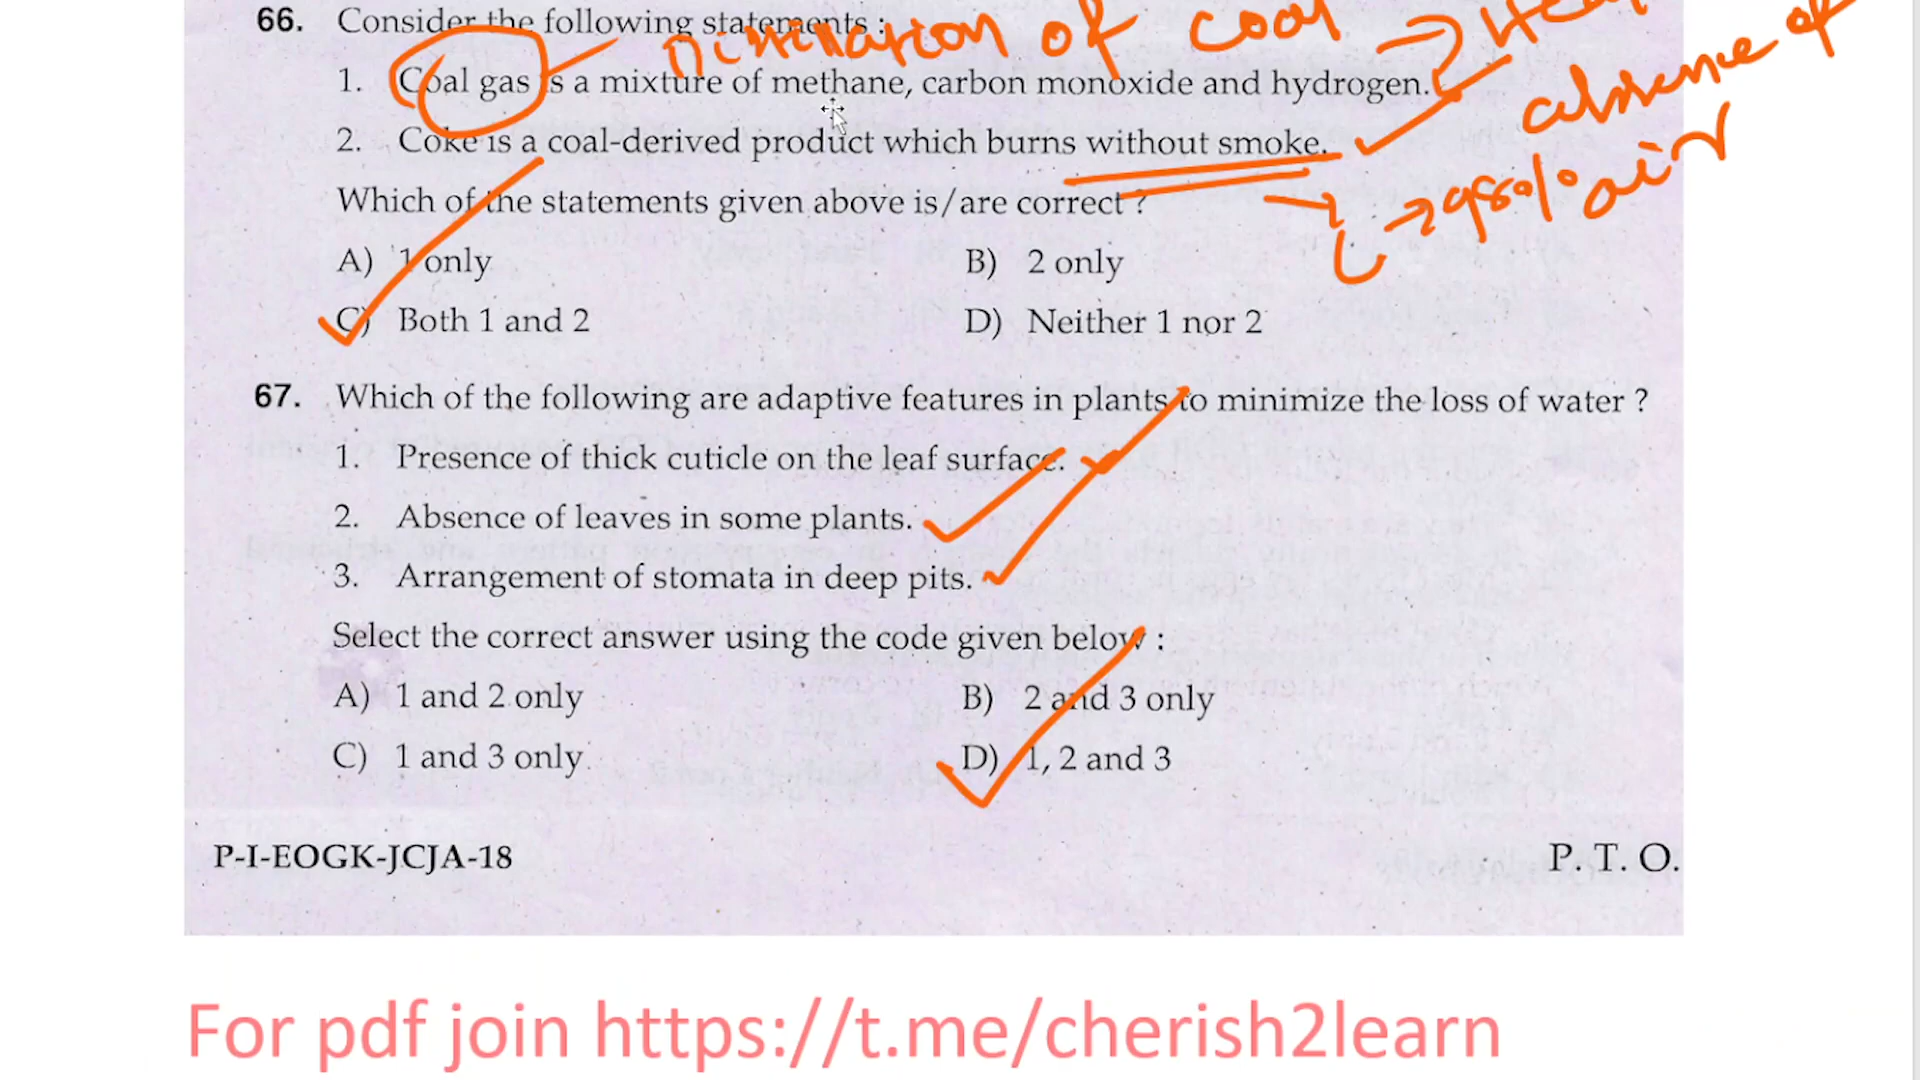 66. Consider the following statements :
Distillation of coal → Hea
1. Coal gas is a mixture of methane, carbon monoxide and hydrogen.
absence of
air
2. Coke is a coal-derived product which burns without smoke.
Which of the statements given above is/are correct ?
→ 98%
A) 1 only B) 2 only
C) Both 1 and 2 D) Neither 1 nor 2
67. Which of the following are adaptive features in plants to minimize the loss of water ?
1. Presence of thick cuticle on the leaf surface.
2. Absence of leaves in some plants.
3. Arrangement of stomata in deep pits.
Select the correct answer using the code given below :
A) 1 and 2 only B) 2 and 3 only
C) 1 and 3 only D) 1, 2 and 3
P-I-EOGK-JCJA-18 P. T. O.
For pdf join https://t.me/cherish2learn